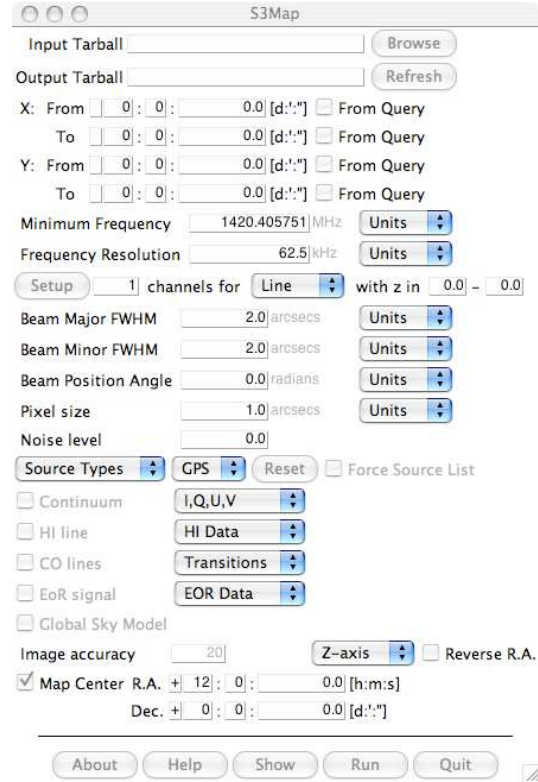 S3Map
Input Tarball Browse
Output Tarball Refresh
X: From 0 : 0 : 0.0 [d:':"] From Query
To 0 : 0 : 0.0 [d:':"] From Query
Y: From 0 : 0 : 0.0 [d:':"] From Query
To 0 : 0 : 0.0 [d:':"] From Query
Minimum Frequency 1420.405751 MHz Units
Frequency Resolution 62.5 kHz Units
Setup 1 channels for Line with z in 0.0 - 0.0
Beam Major FWHM 2.0 arcsecs Units
Beam Minor FWHM 2.0 arcsecs Units
Beam Position Angle 0.0 radians Units
Pixel size 1.0 arcsecs Units
Noise level 0.0
Source Types GPS Reset Force Source List
Continuum I,Q,U,V
HI line HI Data
CO lines Transitions
EoR signal EOR Data
Global Sky Model
Image accuracy 20 Z-axis Reverse R.A.
Map Center R.A. + 12 : 0 : 0.0 [h:m:s]
Dec. + 0 : 0 : 0.0 [d:':"]
About Help Show Run Quit